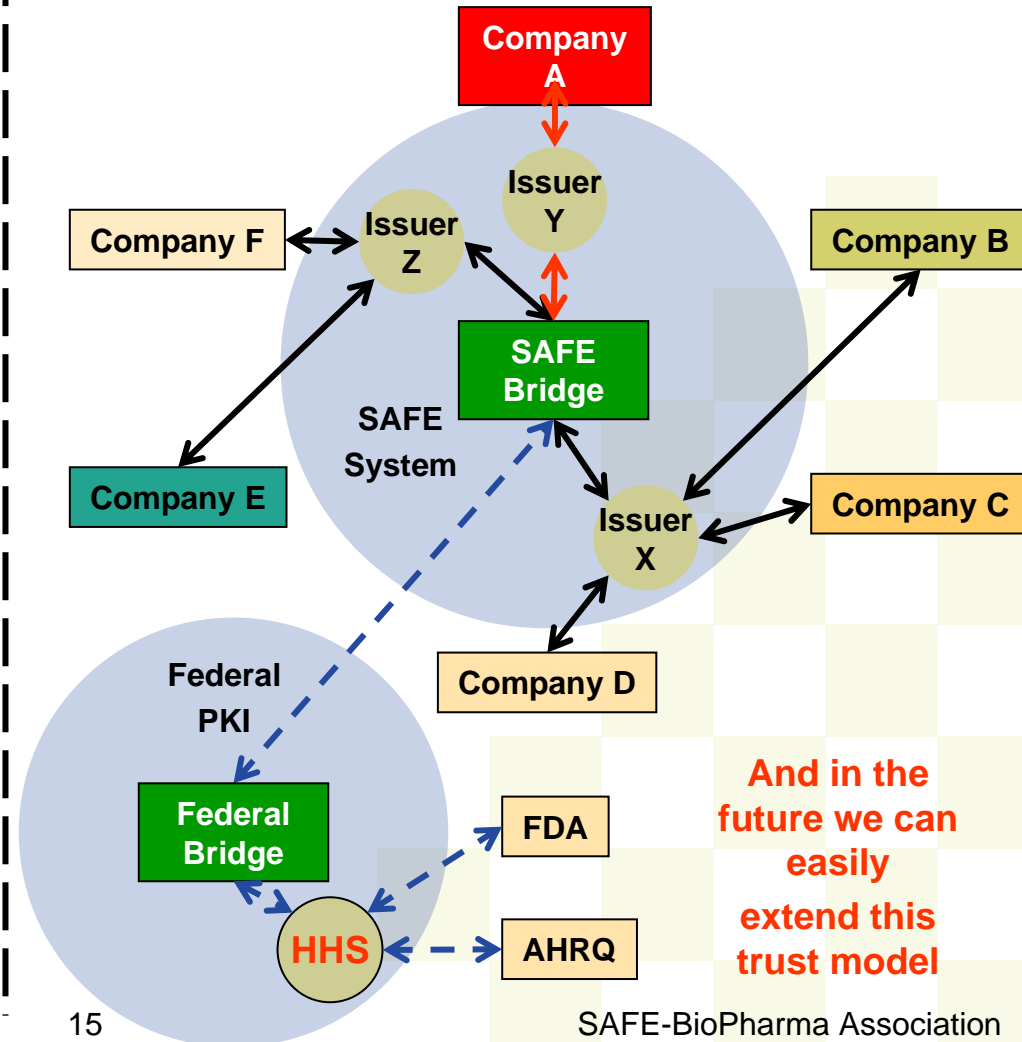 Company
A
Issuer
Y
Issuer
Z
Company F
Company B
SAFE
Bridge
SAFE
System
Company E
Company C
Issuer
X
Company D
Federal
PKI
Federal
Bridge
FDA
HHS
AHRQ
And in the
future we can
easily
extend this
trust model
15
SAFE-BioPharma Association